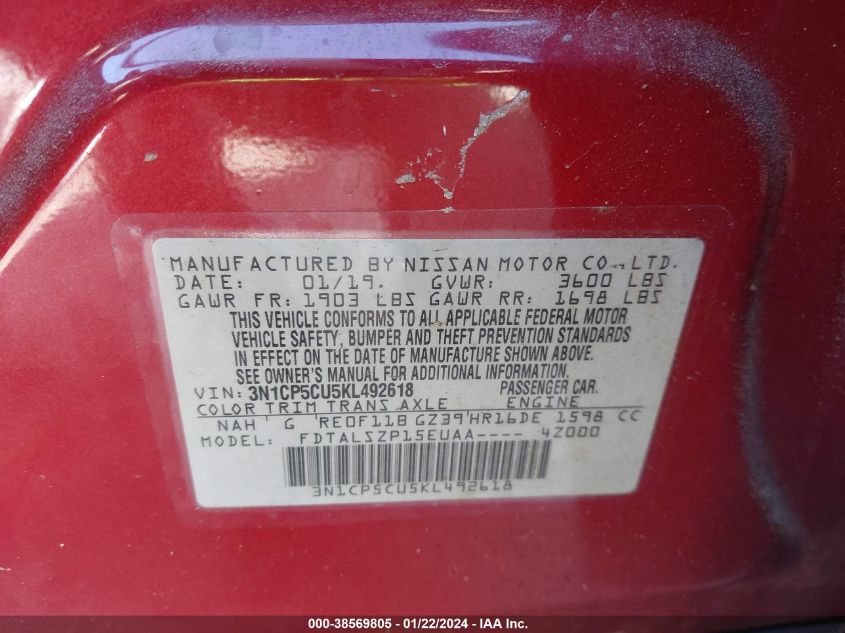 MANUFACTURED BY NISSAN MOTOR CO., LTD.
DATE: 01/19. GVWR: 3600 LBS
GAWR FR: 1903 LBS GAWR RR: 1698 LBS
THIS VEHICLE CONFORMS TO ALL APPLICABLE FEDERAL MOTOR
VEHICLE SAFETY, BUMPER AND THEFT PREVENTION STANDARDS
IN EFFECT ON THE DATE OF MANUFACTURE SHOWN ABOVE.
SEE OWNER'S MANUAL FOR ADDITIONAL INFORMATION.
VIN: 3N1CP5CU5KL492618 PASSENGER CAR.
COLOR TRIM TRANS AXLE ENGINE
NAH G RE0F11B GZ39 HR16DE 1598 CC
MODEL: FDTALSZP15EUAA---- 4Z000
3N1CP5CU5KL492618
000-38569805 - 01/22/2024 - IAA Inc.